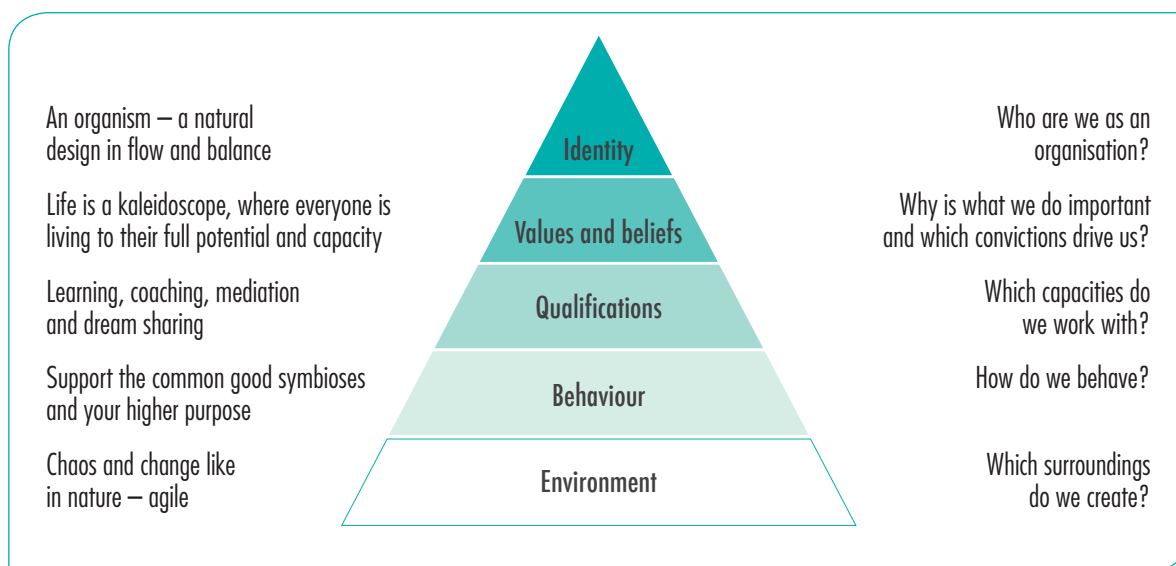 An organism – a natural
design in flow and balance
Identity
Who are we as an
organisation?
Life is a kaleidoscope, where everyone is
living to their full potential and capacity
Values and beliefs
Why is what we do important
and which convictions drive us?
Learning, coaching, mediation
and dream sharing
Qualifications
Which capacities do
we work with?
Support the common good symbioses
and your higher purpose
Behaviour
How do we behave?
Chaos and change like
in nature – agile
Environment
Which surroundings
do we create?